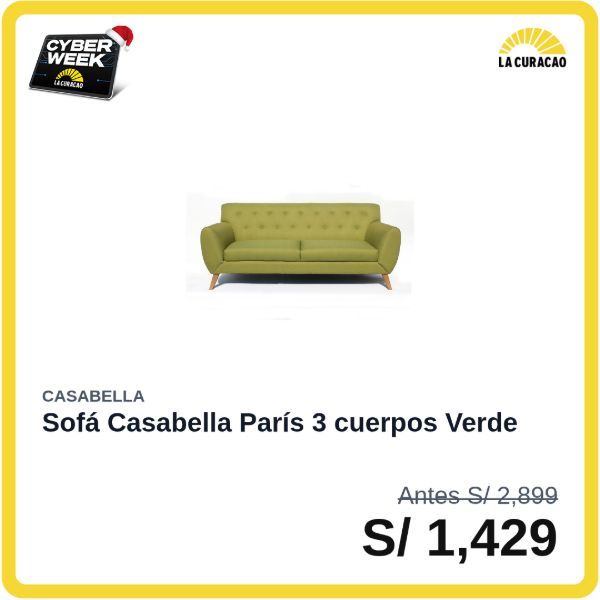 CYBER
WEEK
LA CURACAO
LA CURACAO
CASABELLA
Sofá Casabella París 3 cuerpos Verde
Antes S/ 2,899
S/ 1,429